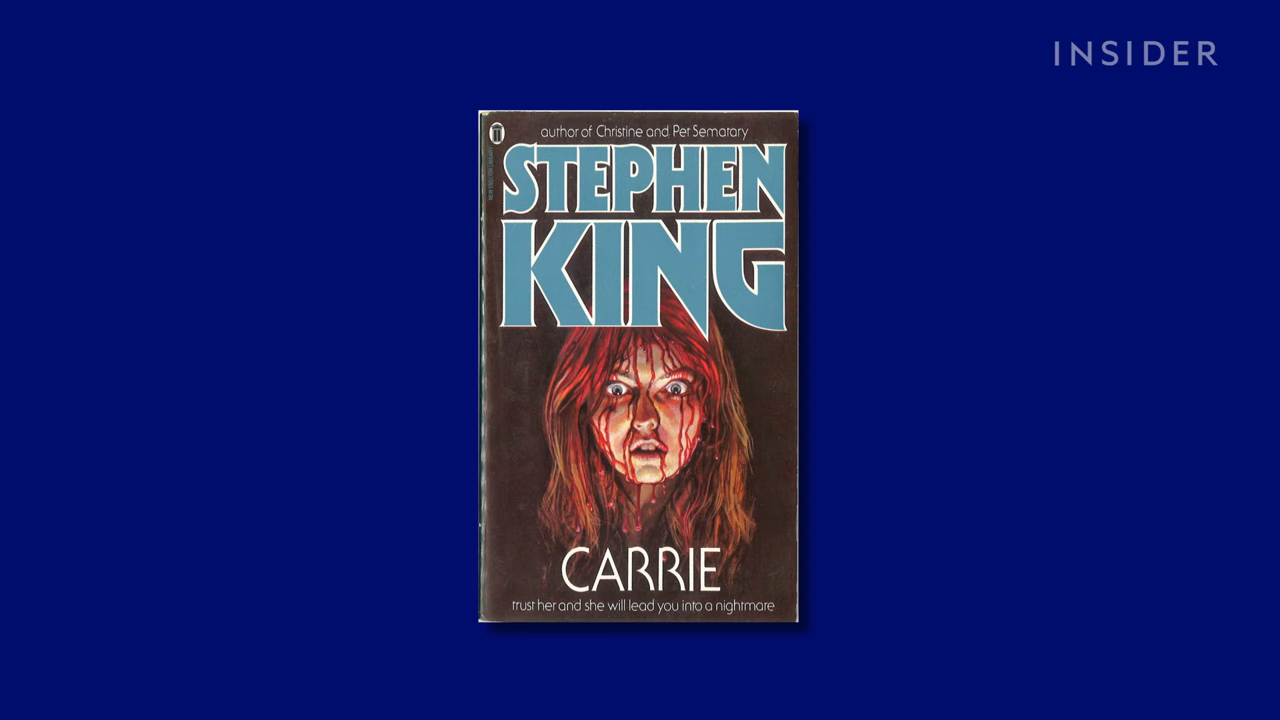 INSIDER
author of Christine and Pet Sematary
STEPHEN
KING
CARRIE
trust her and she will lead you into a nightmare